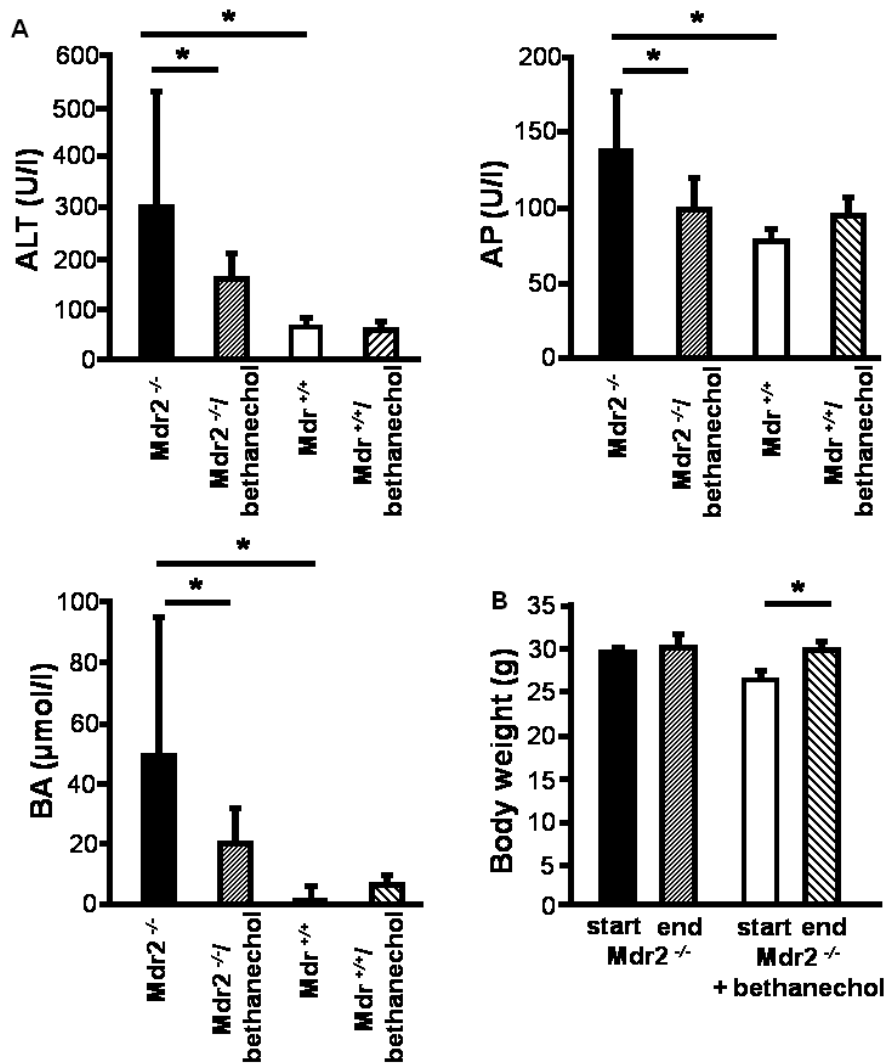 A
*
*
600
500
400
300
200
100
0
ALT (U/l)
Mdr2 -/-
Mdr2 -/-/
bethanechol
Mdr +/+
Mdr +/+/
bethanechol
*
*
200
150
100
50
0
AP (U/l)
Mdr2 -/-
Mdr2 -/-/
bethanechol
Mdr +/+
Mdr +/+/
bethanechol
*
*
100
80
60
40
20
0
BA (µmol/l)
Mdr2 -/-
Mdr2 -/-/
bethanechol
Mdr +/+
Mdr +/+/
bethanechol
B
*
35
30
25
20
15
10
5
0
Body weight (g)
start end
Mdr2 -/-
start end
Mdr2 -/-
+ bethanechol